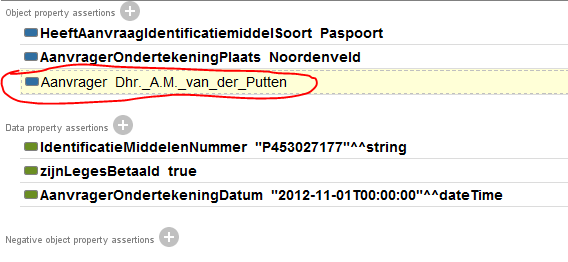 Object property assertions
HeeftAanvraagIdentificatiemiddelSoort Paspoort
AanvragerOndertekeningPlaats Noordenveld
Aanvrager Dhr._A.M._van_der_Putten
Data property assertions
IdentificatieMiddelenNummer "P453027177"^^string
zijnLegesBetaald true
AanvragerOndertekeningDatum "2012-11-01T00:00:00"^^dateTime
Negative object property assertions